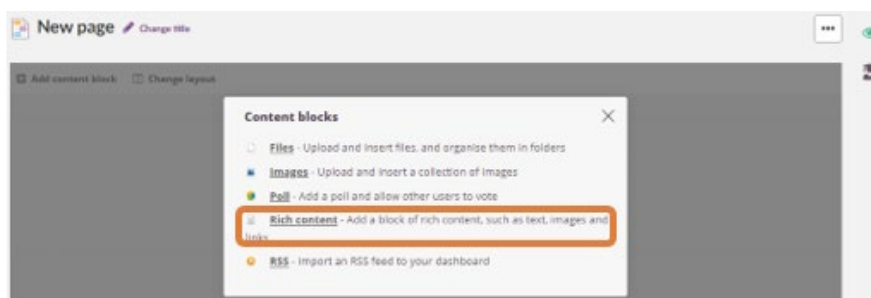 New page Change title
•••
Add content block Change layout
Content blocks
Files - Upload and insert files, and organise them in folders
Images - Upload and insert a collection of images
Poll - Add a poll and allow other users to vote
Rich content - Add a block of rich content, such as text, images and
links
RSS - Import an RSS feed to your dashboard